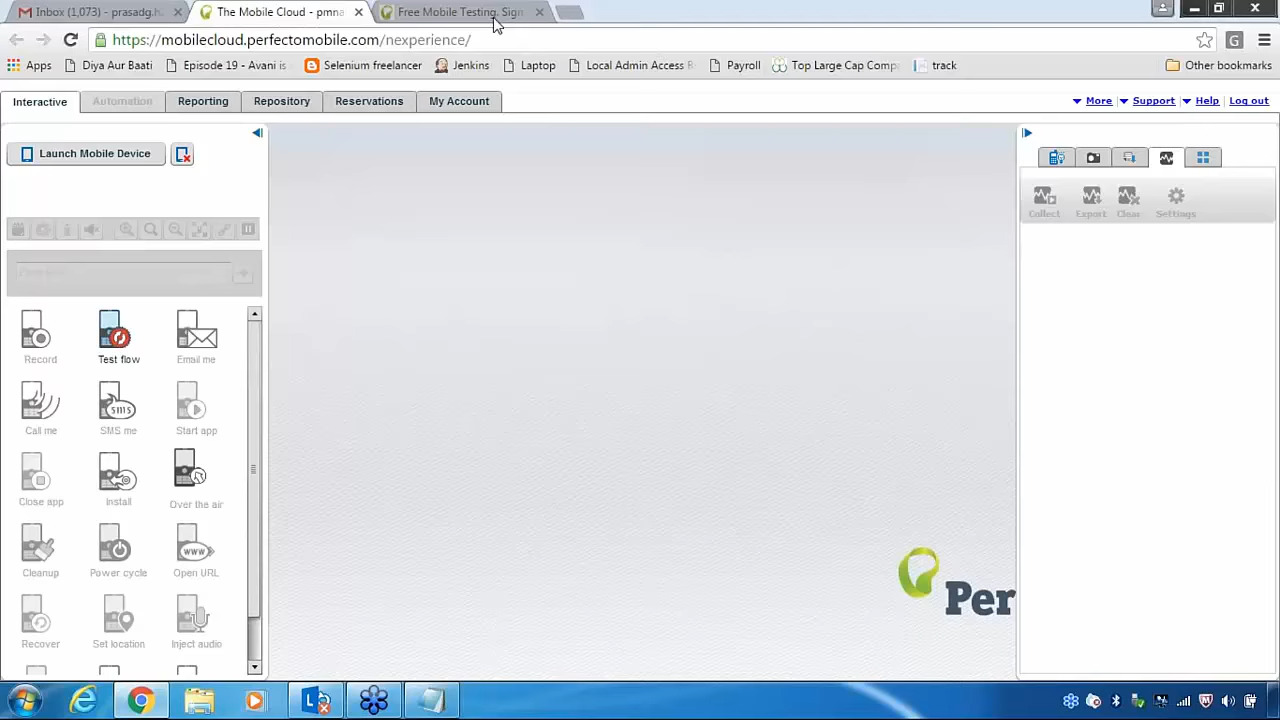 Inbox (1,073) - prasadg.h
The Mobile Cloud - pmna
Free Mobile Testing. Sign
https://mobilecloud.perfectomobile.com/nexperience/
Apps
Diya Aur Baati
Episode 19 - Avani is
Selenium freelancer
Jenkins
Laptop
Local Admin Access R
Payroll
Top Large Cap Comp
track
Other bookmarks
Interactive
Automation
Reporting
Repository
Reservations
My Account
More
Support
Help
Log out
Launch Mobile Device
Collect
Export
Clear
Settings
Record
Test flow
Email me
sms
Call me
SMS me
Start app
Close app
Install
Over the air
www
Cleanup
Power cycle
Open URL
Recover
Set location
Inject audio
Per